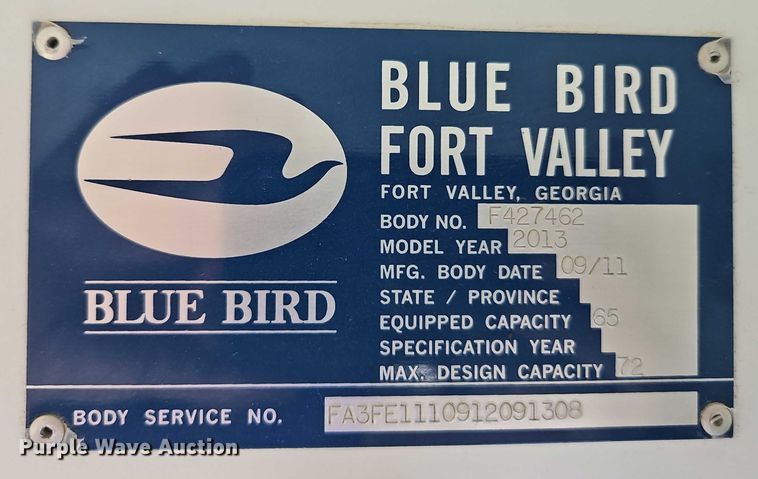 BLUE BIRD
BLUE BIRD
FORT VALLEY
FORT VALLEY, GEORGIA
BODY NO. F427462
MODEL YEAR 2013
MFG. BODY DATE 09/11
STATE / PROVINCE
EQUIPPED CAPACITY 65
SPECIFICATION YEAR
MAX. DESIGN CAPACITY 72
BODY SERVICE NO. FA3FE1110912091308
Purple Wave Auction